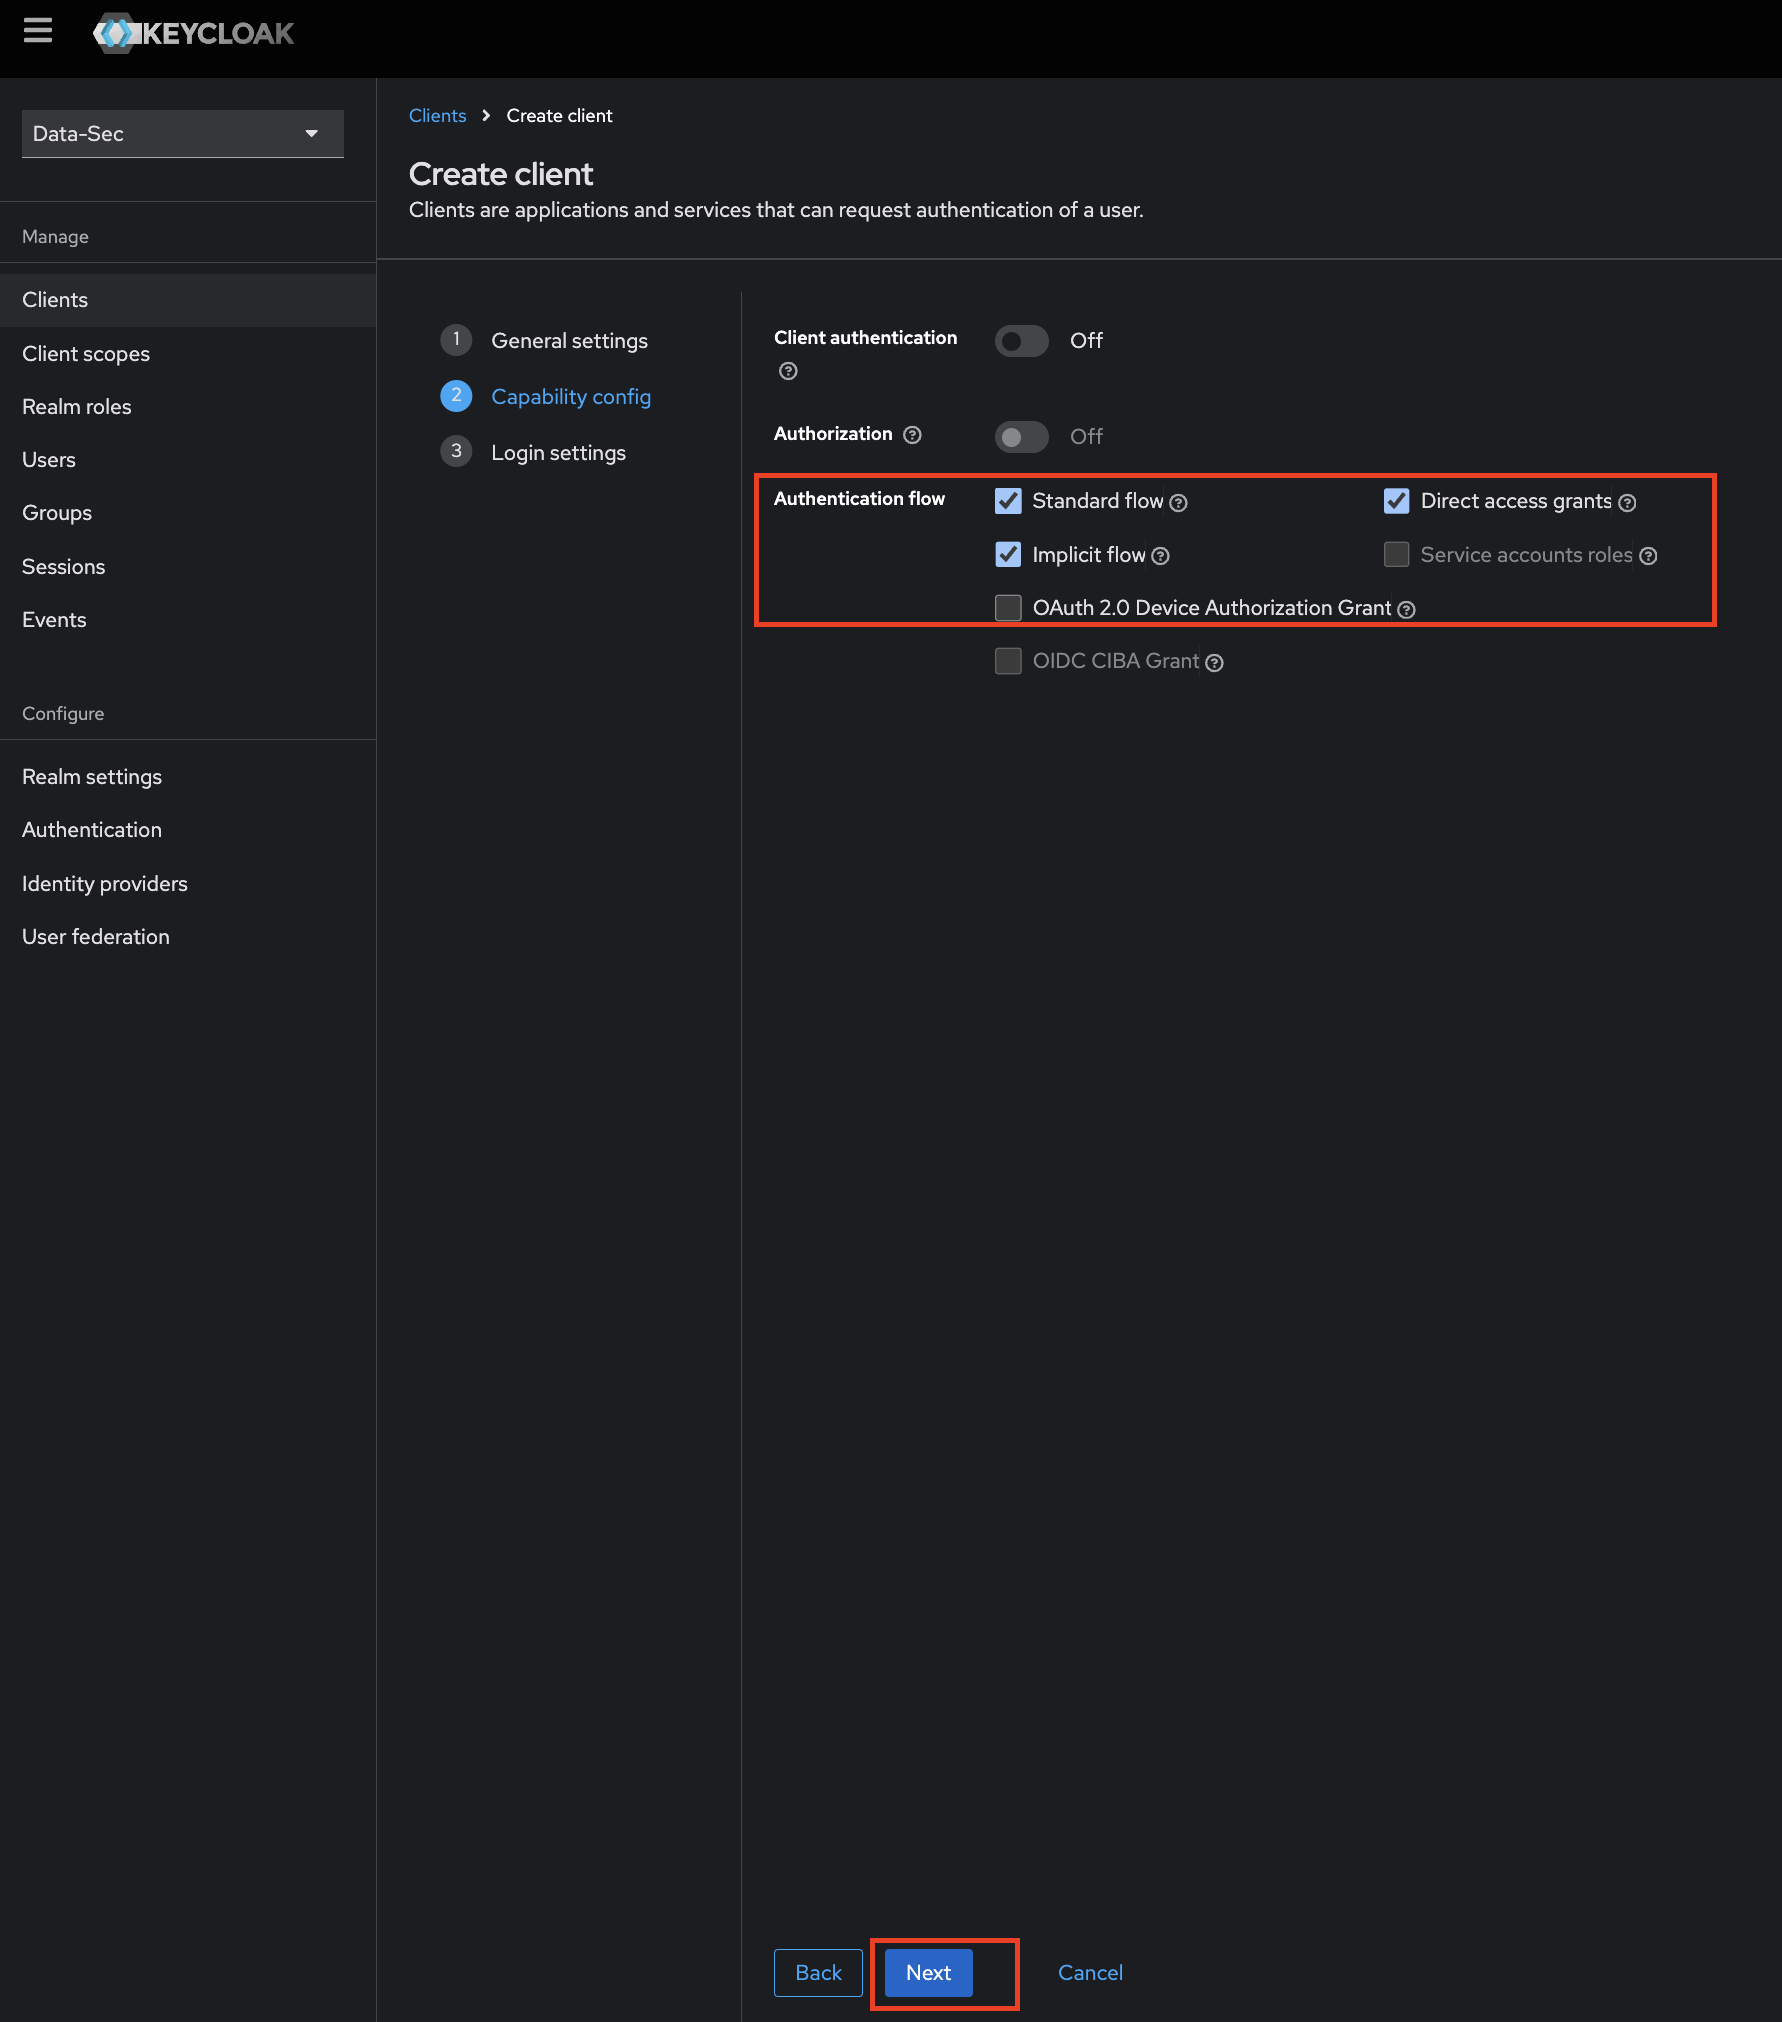 KEYCLOAK
Data-Sec
Manage
Clients
Client scopes
Realm roles
Users
Groups
Sessions
Events
Configure
Realm settings
Authentication
Identity providers
User federation
Clients > Create client
Create client
Clients are applications and services that can request authentication of a user.
1 General settings
2 Capability config
3 Login settings
Client authentication Off
Authorization Off
Authentication flow
Standard flow Direct access grants
Implicit flow Service accounts roles
OAuth 2.0 Device Authorization Grant
OIDC CIBA Grant
Back Next Cancel